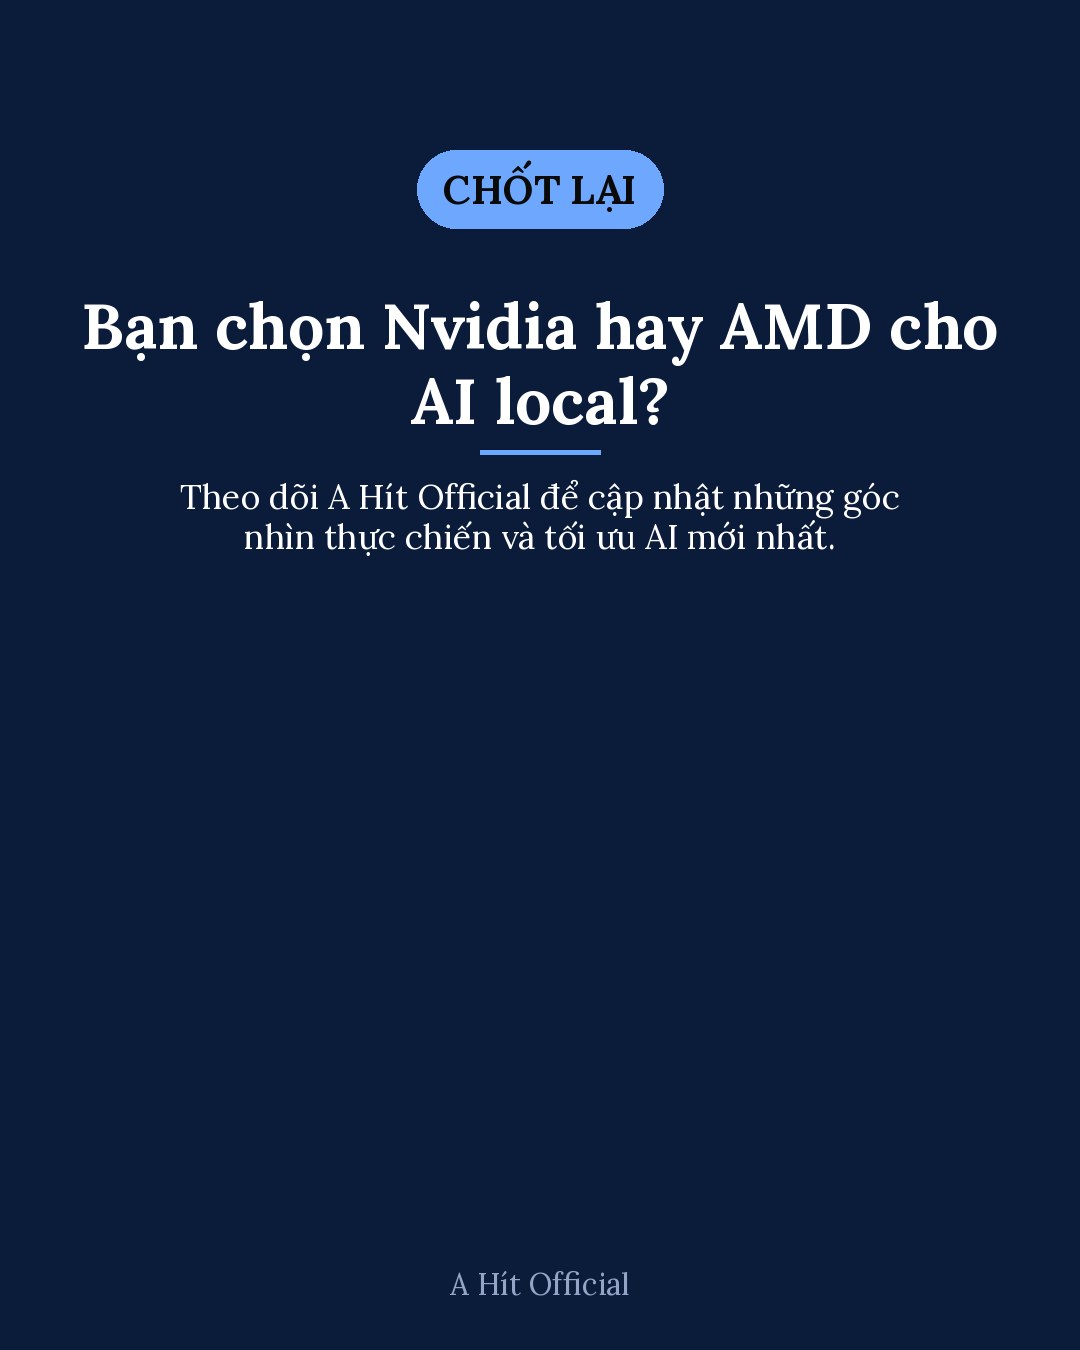 CHỐT LẠI
Bạn chọn Nvidia hay AMD cho
AI local?
Theo dõi A Hít Official để cập nhật những góc
nhìn thực chiến và tối ưu AI mới nhất.
A Hít Official